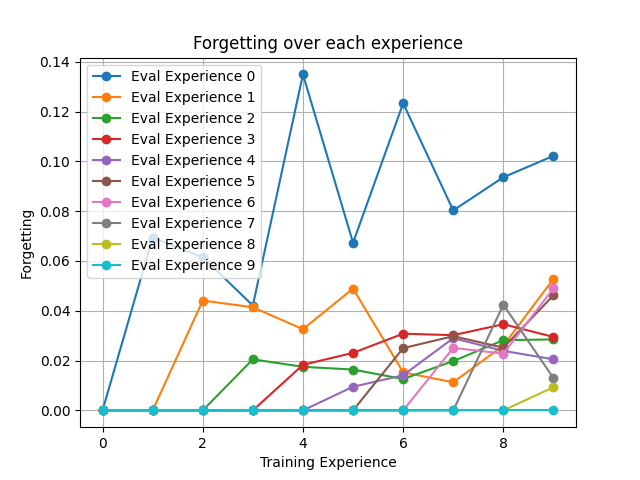 Forgetting over each experience
0.14
0.12
0.10
0.08
0.06
0.04
0.02
0.00
Forgetting
Eval Experience 0
Eval Experience 1
Eval Experience 2
Eval Experience 3
Eval Experience 4
Eval Experience 5
Eval Experience 6
Eval Experience 7
Eval Experience 8
Eval Experience 9
0 2 4 6 8
Training Experience